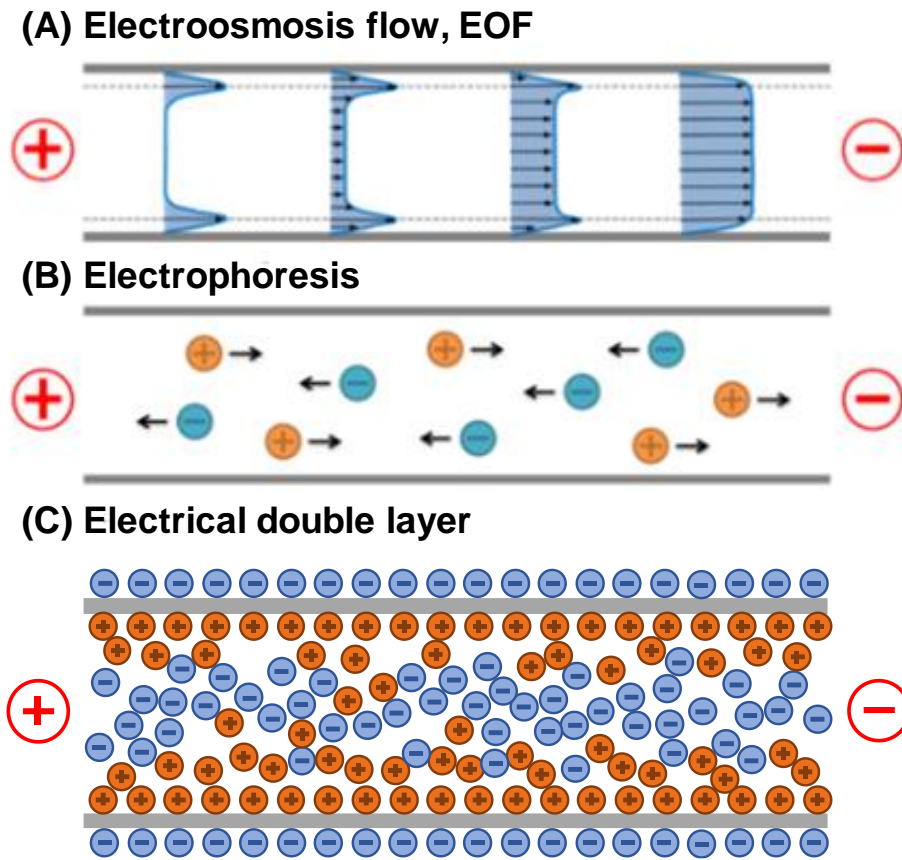 (A) Electroosmosis flow, EOF
(B) Electrophoresis
(C) Electrical double layer